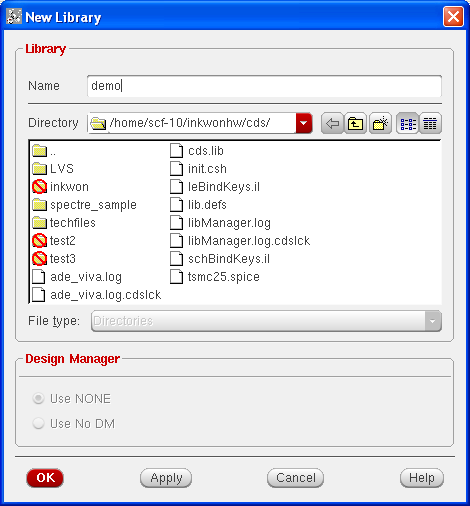 New Library
Library
Name demo
Directory /home/scf-10/inkwonhw/cds/
.. cds.lib
LVS init.csh
inkwon leBindKeys.il
spectre_sample lib.defs
techfiles libManager.log
test2 libManager.log.cdslck
test3 schBindKeys.il
ade_viva.log tsmc25.spice
ade_viva.log.cdslck
File type: Directories
Design Manager
Use NONE
Use No DM
OK Apply Cancel Help